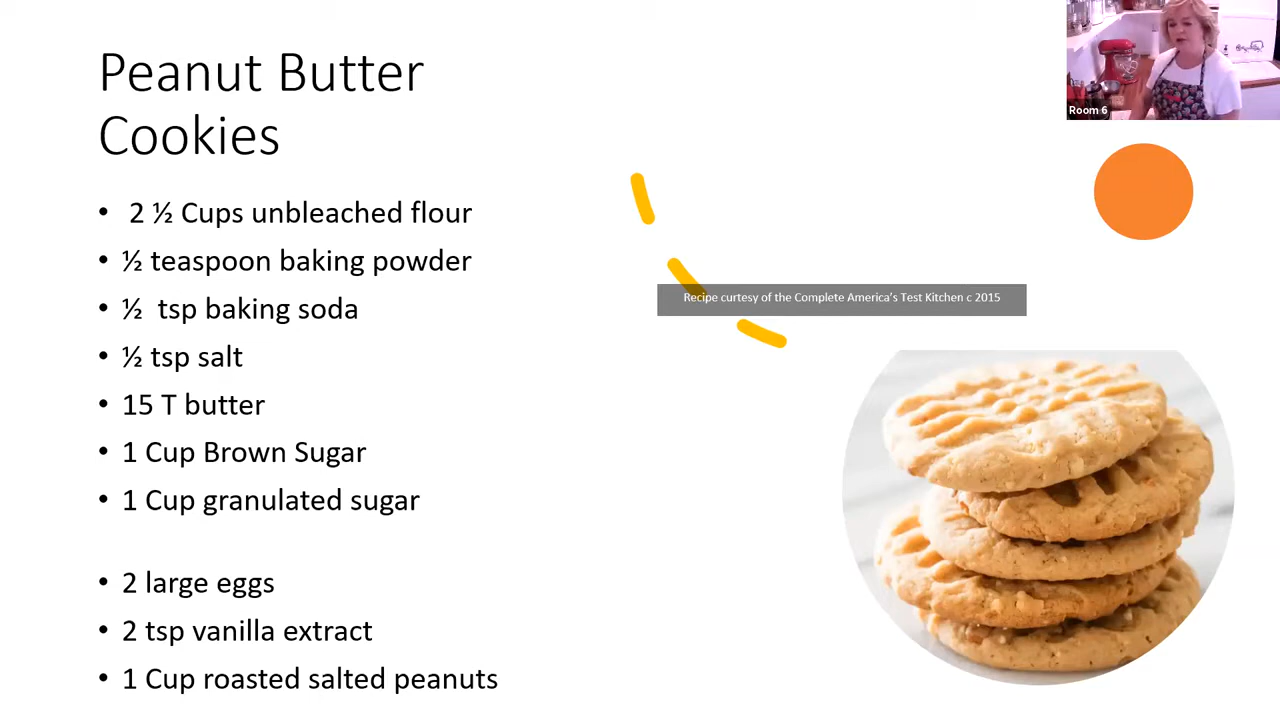 Peanut Butter
Cookies
• 2 ½ Cups unbleached flour
• ½ teaspoon baking powder
• ½ tsp baking soda
• ½ tsp salt
• 15 T butter
• 1 Cup Brown Sugar
• 1 Cup granulated sugar
• 2 large eggs
• 2 tsp vanilla extract
• 1 Cup roasted salted peanuts
Room 6
Recipe curtesy of the Complete America's Test Kitchen c 2015